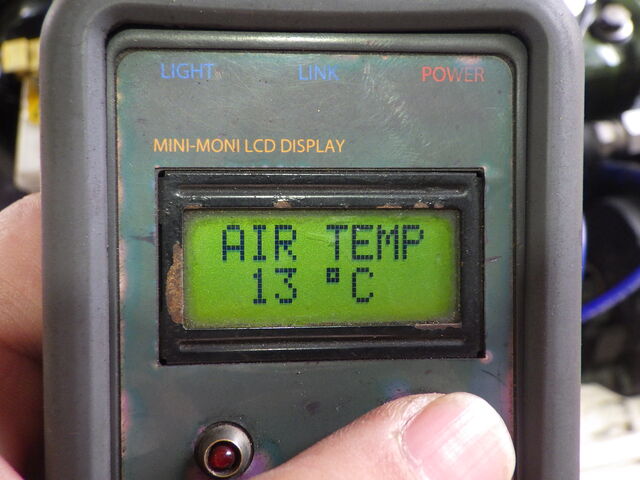 LIGHT LINK POWER
MINI-MONI LCD DISPLAY
AIR TEMP
13 °C